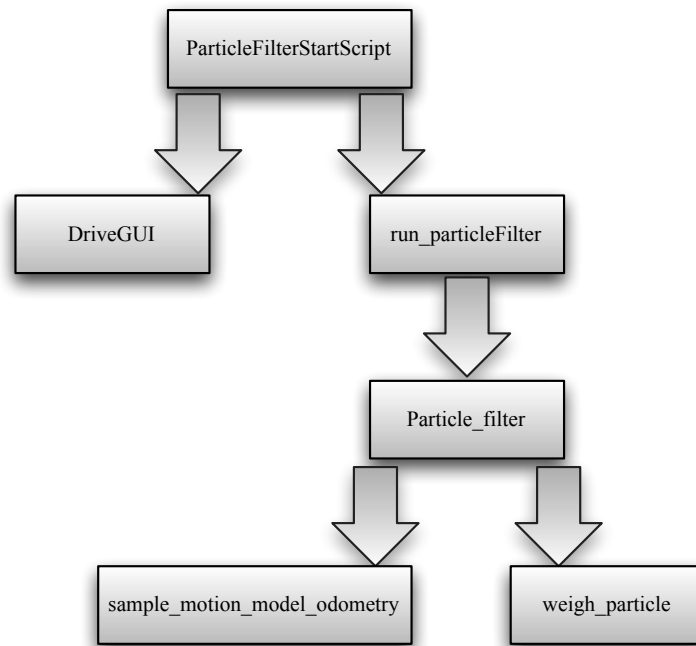 ParticleFilterStartScript
DriveGUI
run_particleFilter
Particle_filter
sample_motion_model_odometry
weigh_particle